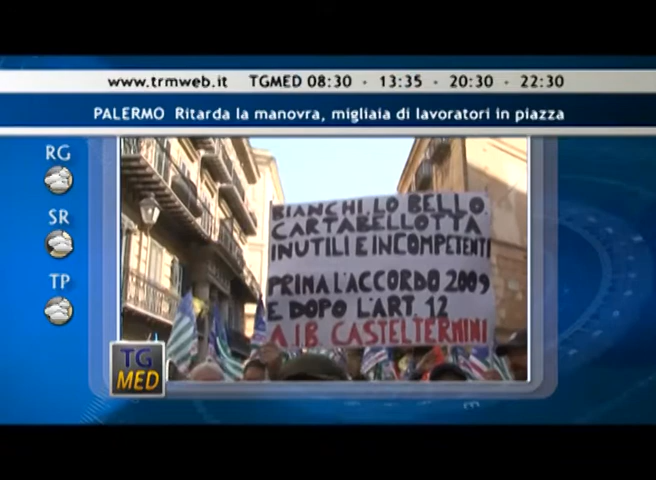 www.trmweb.it TGMED 08:30 - 13:35 - 20:30 - 22:30
PALERMO Ritarda la manovra, migliaia di lavoratori in piazza
RG
SR
TP
BIANCHI.LO BELLO.
CARTABELLOTTA
INUTILI E INCOMPETENTI
PRIMA L'ACCORDO 2009
E DOPO L'ART. 12
A.I.B. CASTELTERMINI
TG
MED